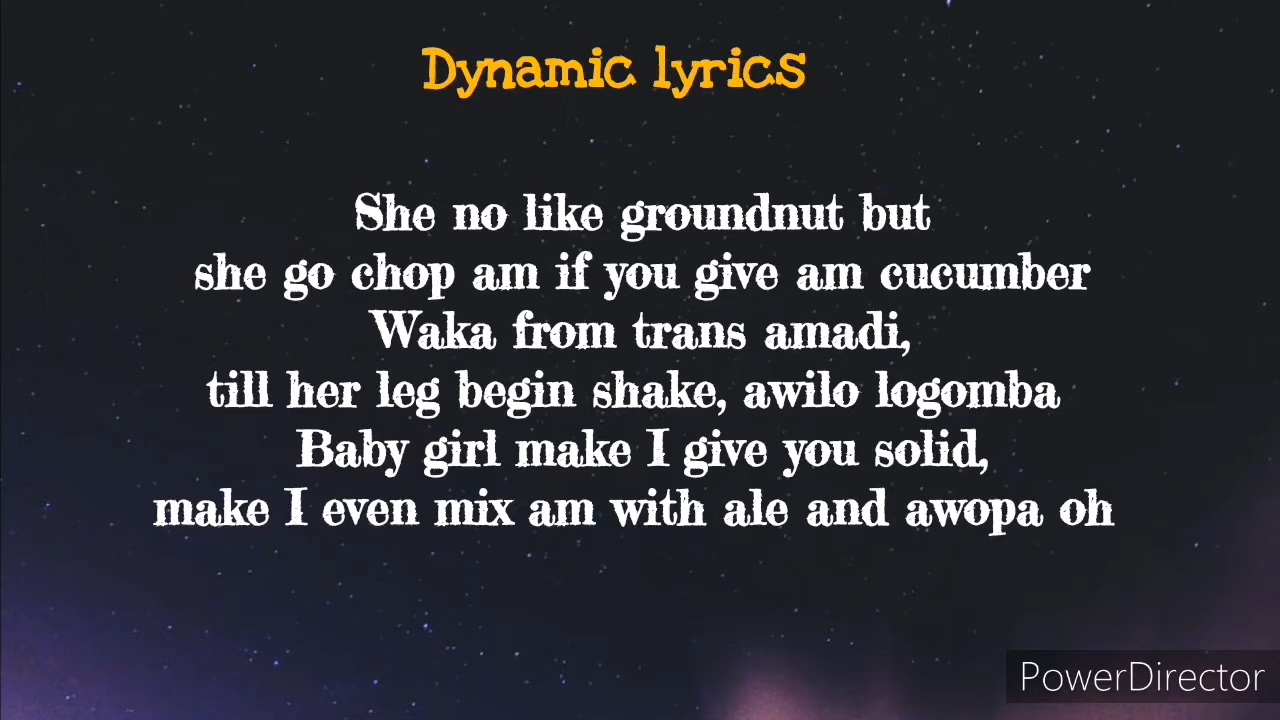 Dynamic lyrics
She no like groundnut but
she go chop am if you give am cucumber
Waka from trans amadi,
till her leg begin shake, awilo logomba
Baby girl make I give you solid,
make I even mix am with ale and awopa oh
PowerDirector